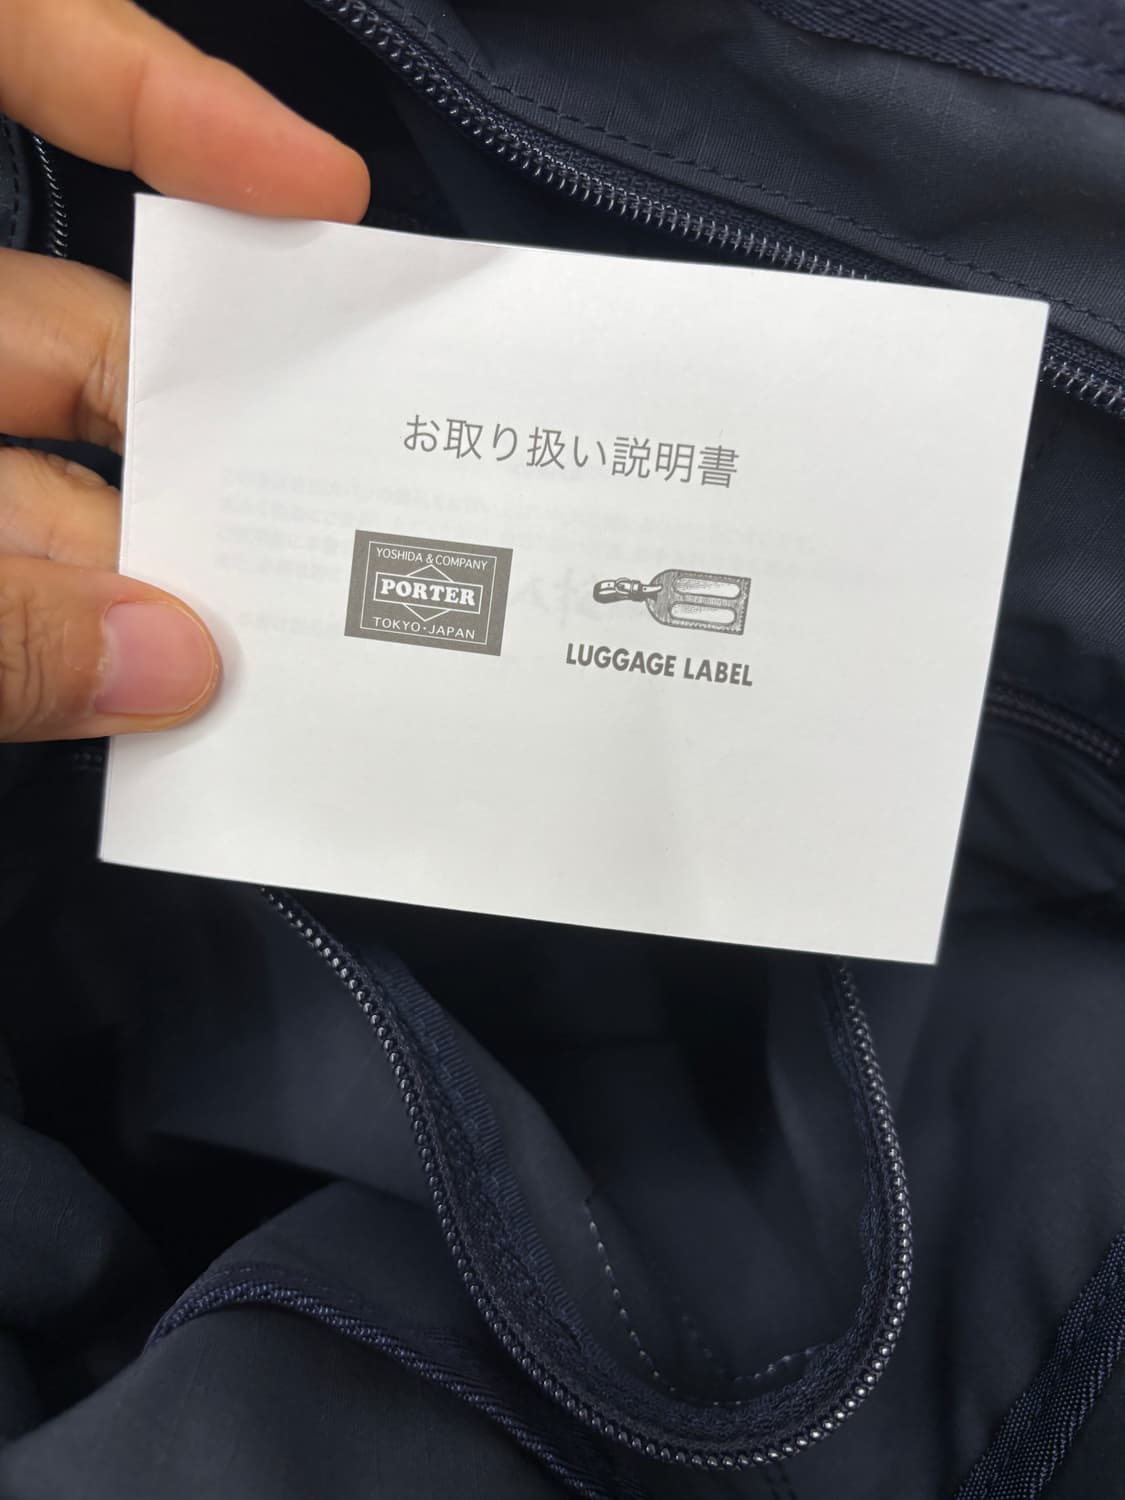 お取り扱い説明書
YOSHIDA & COMPANY
PORTER
TOKYO・JAPAN
LUGGAGE LABEL